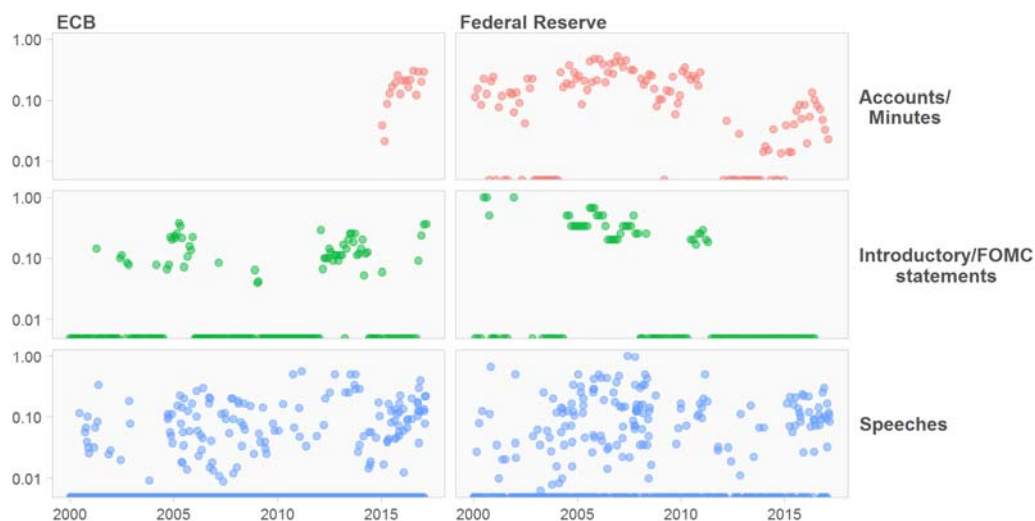 ECB Federal Reserve
1.00
0.10
0.01
Accounts/
Minutes
1.00
0.10
0.01
Introductory/FOMC
statements
1.00
0.10
0.01
Speeches
2000 2005 2010 2015 2000 2005 2010 2015